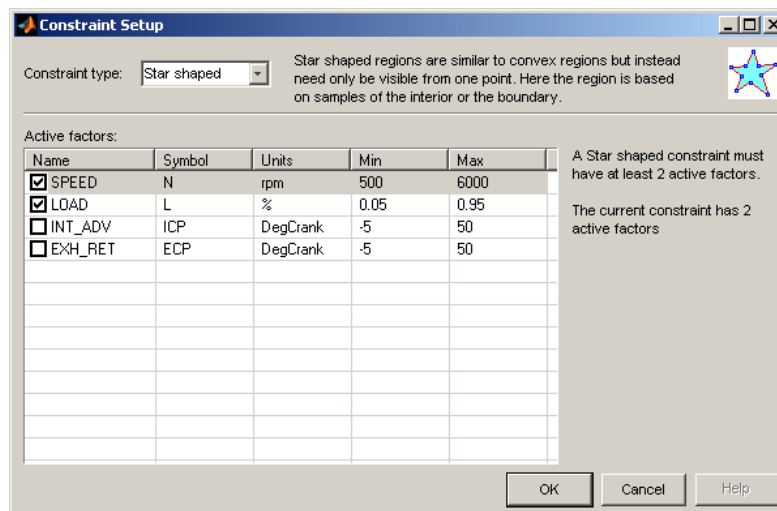 Constraint Setup
Constraint type: Star shaped
Star shaped regions are similar to convex regions but instead
need only be visible from one point. Here the region is based
on samples of the interior or the boundary.
Active factors:
Name Symbol Units Min Max
SPEED N rpm 500 6000
LOAD L % 0.05 0.95
INT_ADV ICP DegCrank -5 50
EXH_RET ECP DegCrank -5 50
A Star shaped constraint must
have at least 2 active factors.
The current constraint has 2
active factors
OK Cancel Help